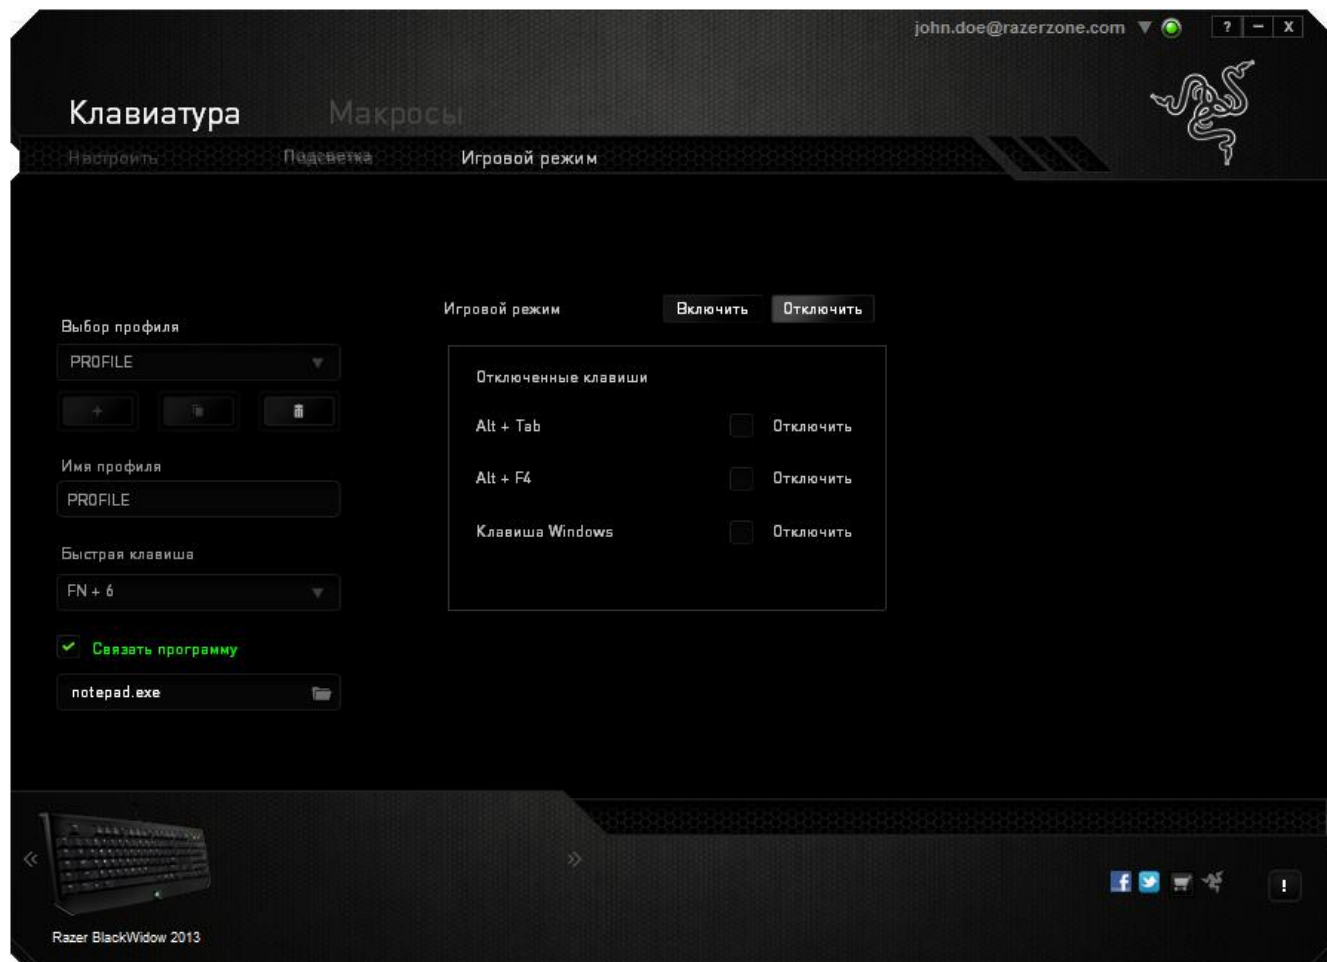 john.doe@razerzone.com
? – X
Клавиатура Макросы
Настроить Подсветка Игровой режим
Игровой режим Включить Отключить
Выбор профиля
PROFILE
Отключенные клавиши
Alt + Tab Отключить
Имя профиля
Alt + F4 Отключить
PROFILE
Клавиша Windows Отключить
Быстрая клавиша
FN + 6
Связать программу
notepad.exe
Razer BlackWidow 2013